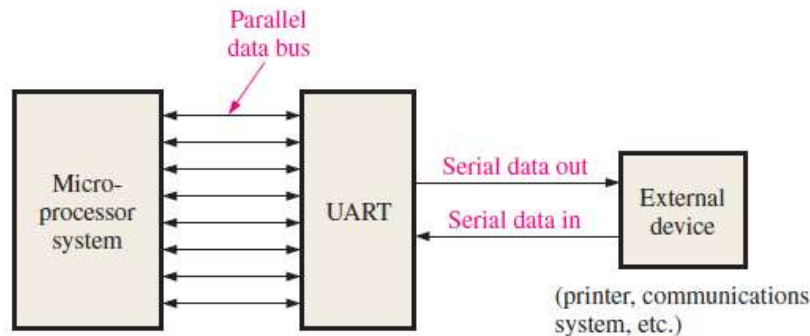 Parallel
data bus
Micro-
processor
system
UART
Serial data out
Serial data in
External
device
(printer, communications
system, etc.)